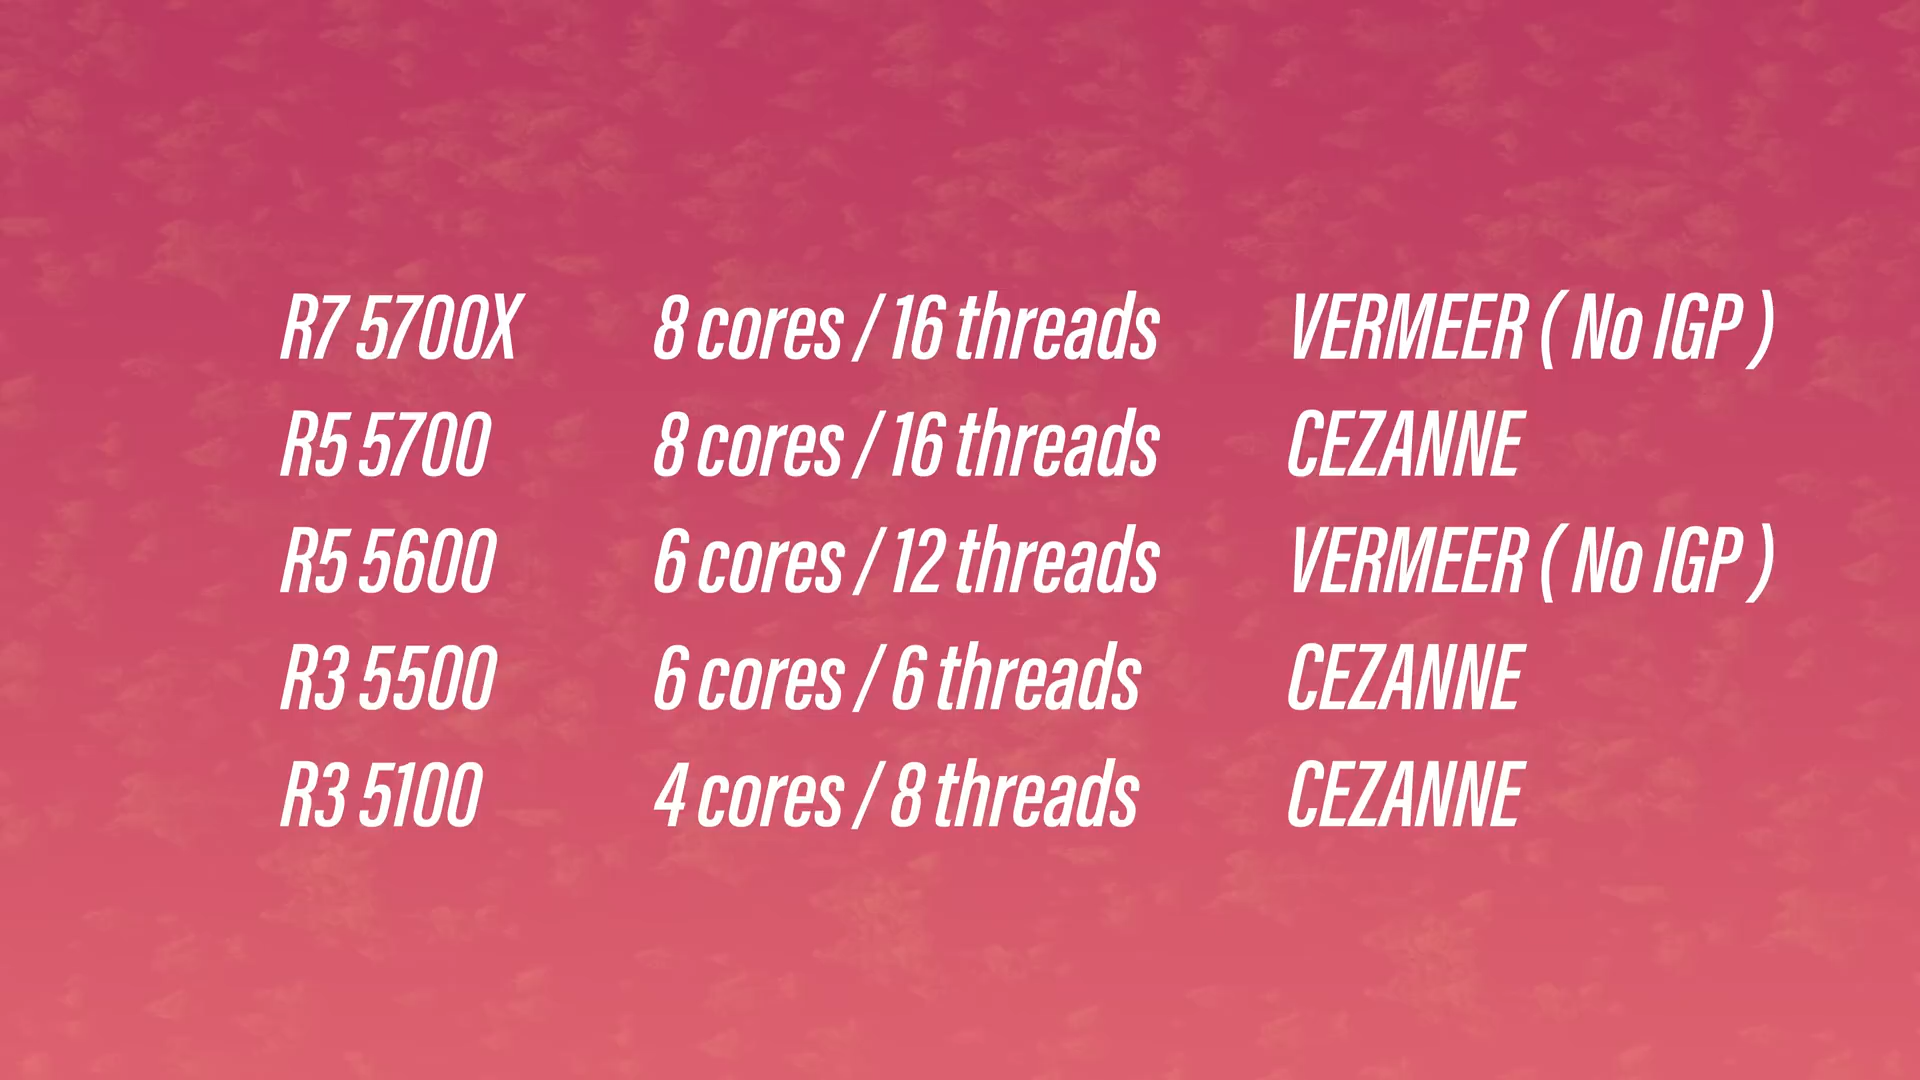 R7 5700X 8 cores / 16 threads VERMEER ( No IGP )
R5 5700 8 cores / 16 threads CEZANNE
R5 5600 6 cores / 12 threads VERMEER ( No IGP )
R3 5500 6 cores / 6 threads CEZANNE
R3 5100 4 cores / 8 threads CEZANNE